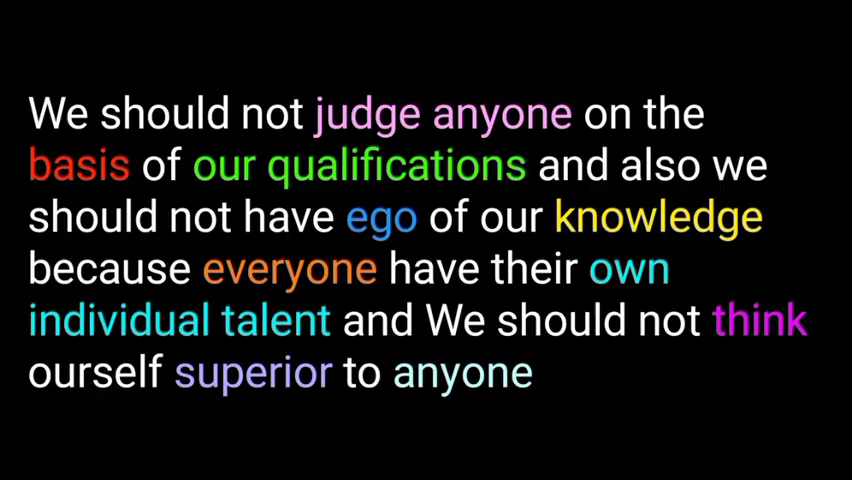 We should not judge anyone on the
basis of our qualifications and also we
should not have ego of our knowledge
because everyone have their own
individual talent and We should not think
ourself superior to anyone